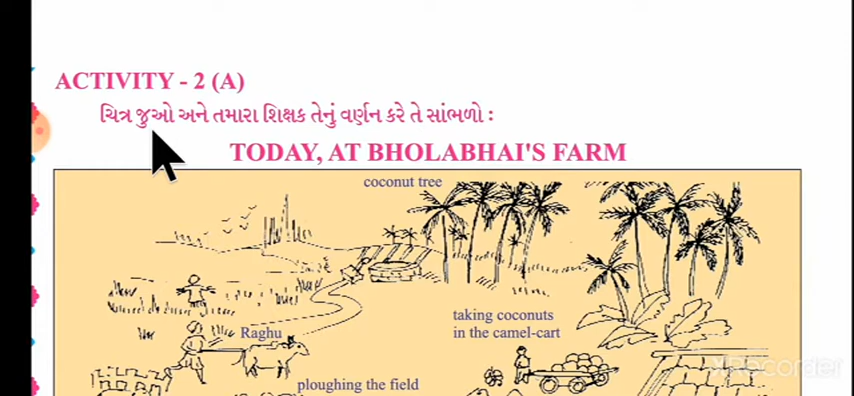 ACTIVITY - 2 (A)
ચિત્ર જુઓ અને તમારા શિક્ષક તેનું વર્ણન કરે તે સાંભળો :
TODAY, AT BHOLABHAI'S FARM
coconut tree
taking coconuts
in the camel-cart
Raghu
XRecorder
ploughing the field